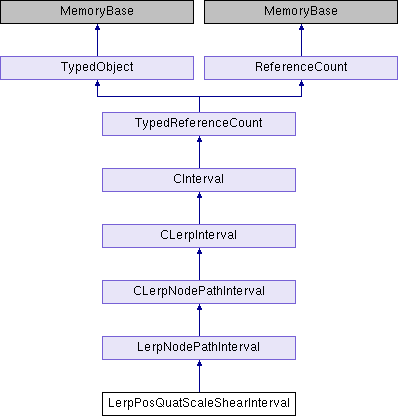 MemoryBase MemoryBase
TypedObject ReferenceCount
TypedReferenceCount
CInterval
CLerpInterval
CLerpNodePathInterval
LerpNodePathInterval
LerpPosQuatScaleShearInterval